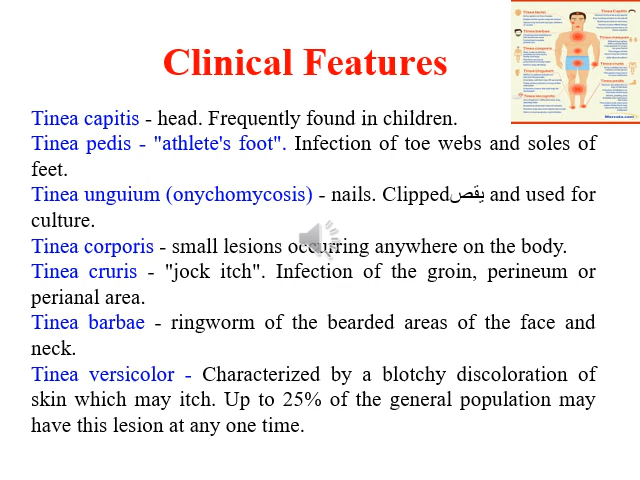 Clinical Features
Tinea capitis - head. Frequently found in children.
Tinea pedis - "athlete's foot". Infection of toe webs and soles of
feet.
Tinea unguium (onychomycosis) - nails. Clippedيُقَص and used for
culture.
Tinea corporis - small lesions occurring anywhere on the body.
Tinea cruris - "jock itch". Infection of the groin, perineum or
perianal area.
Tinea barbae - ringworm of the bearded areas of the face and
neck.
Tinea versicolor - Characterized by a blotchy discoloration of
skin which may itch. Up to 25% of the general population may
have this lesion at any one time.
Tinea Capitis